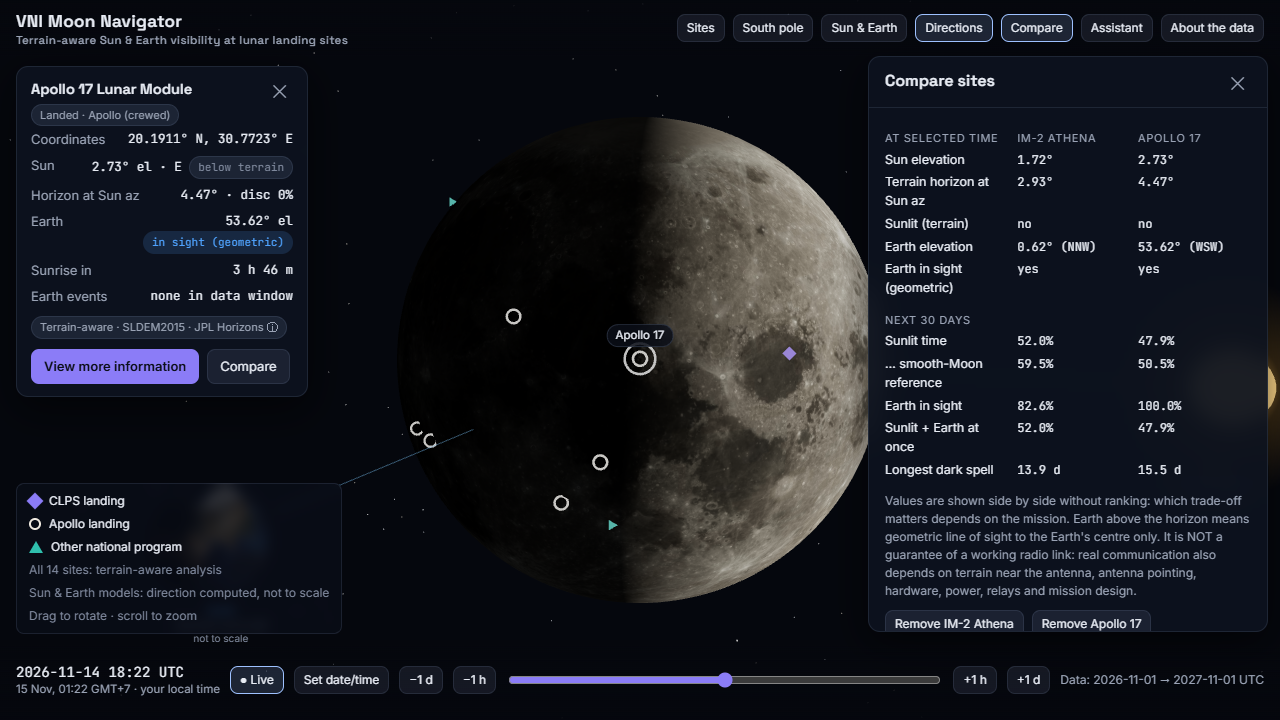 VNI Moon Navigator
Terrain-aware Sun & Earth visibility at lunar landing sites
Sites
South pole
Sun & Earth
Directions
Compare
Assistant
About the data
Apollo 17 Lunar Module
Landed · Apollo (crewed)
Coordinates 20.1911° N, 30.7723° E
Sun 2.73° el · E below terrain
Horizon at Sun az 4.47° · disc 0%
Earth 53.62° el
in sight (geometric)
Sunrise in 3 h 46 m
Earth events none in data window
Terrain-aware · SLDEM2015 · JPL Horizons ⓘ
View more information
Compare
Apollo 17
Compare sites
AT SELECTED TIME IM-2 ATHENA APOLLO 17
Sun elevation 1.72° 2.73°
Terrain horizon at 2.93° 4.47°
Sun az
Sunlit (terrain) no no
Earth elevation 0.62° (NNW) 53.62° (WSW)
Earth in sight yes yes
(geometric)
NEXT 30 DAYS
Sunlit time 52.0% 47.9%
… smooth-Moon 59.5% 50.5%
reference
Earth in sight 82.6% 100.0%
Sunlit + Earth at 52.0% 47.9%
once
Longest dark spell 13.9 d 15.5 d
Values are shown side by side without ranking: which trade-off
matters depends on the mission. Earth above the horizon means
geometric line of sight to the Earth's centre only. It is NOT a
guarantee of a working radio link: real communication also
depends on terrain near the antenna, antenna pointing,
hardware, power, relays and mission design.
Remove IM-2 Athena
Remove Apollo 17
CLPS landing
Apollo landing
Other national program
All 14 sites: terrain-aware analysis
Sun & Earth models: direction computed, not to scale
Drag to rotate · scroll to zoom
not to scale
2026-11-14 18:22 UTC
15 Nov, 01:22 GMT+7 · your local time
● Live
Set date/time
−1 d
−1 h
+1 h
+1 d
Data: 2026-11-01 → 2027-11-01 UTC